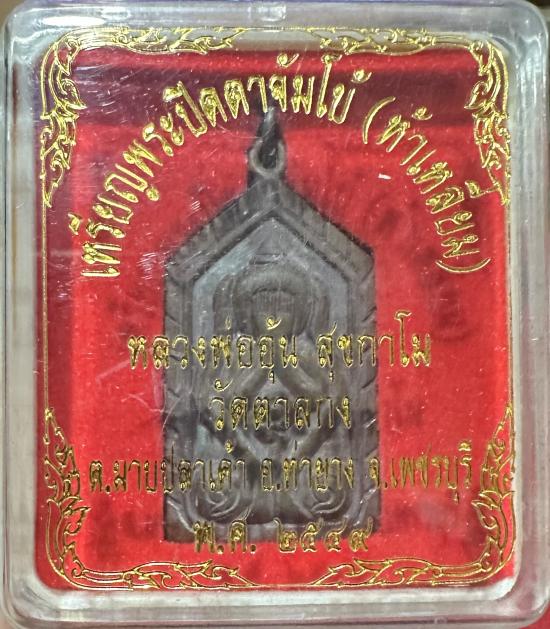 เหรียญพระปิดตาจัมโบ้ (ห้าเหลี่ยม)
หลวงพ่ออุ้น สุขกาโม
วัดตาลกง
ต.มาบปลาเค้า อ.ท่ายาง จ.เพชรบุรี
พ.ศ. ๒๕๔๙